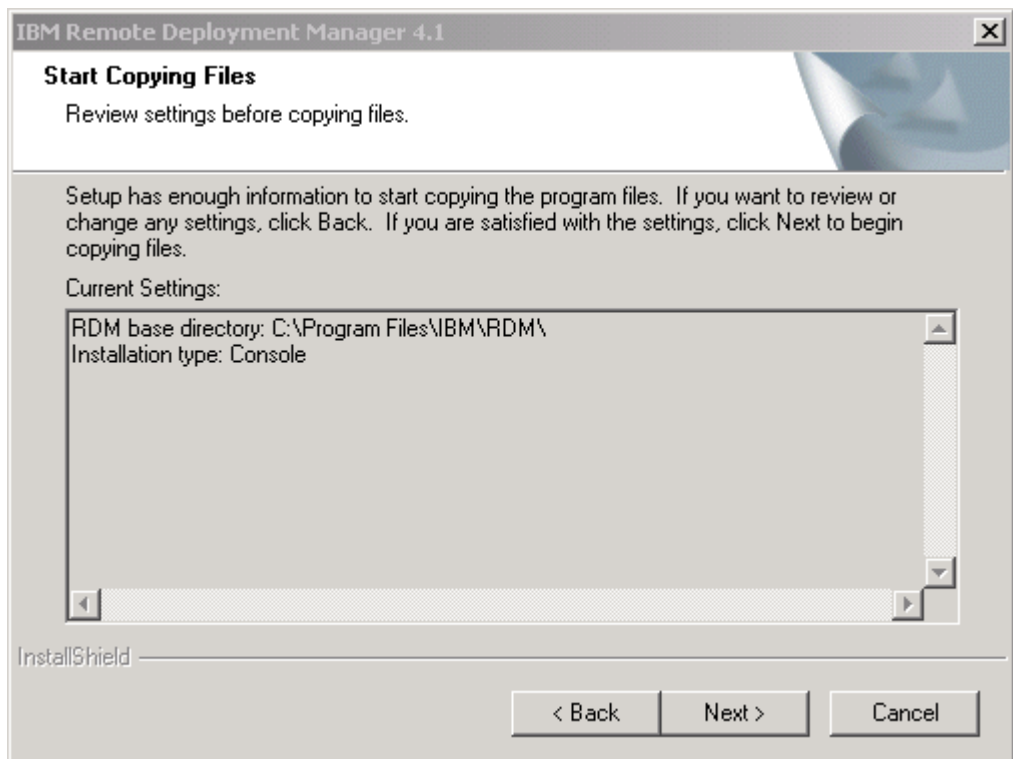 IBM Remote Deployment Manager 4.1
Start Copying Files
Review settings before copying files.
Setup has enough information to start copying the program files.  If you want to review or
change any settings, click Back.  If you are satisfied with the settings, click Next to begin
copying files.
Current Settings:
RDM base directory: C:\Program Files\IBM\RDM\
Installation type: Console
InstallShield
< Back
Next >
Cancel